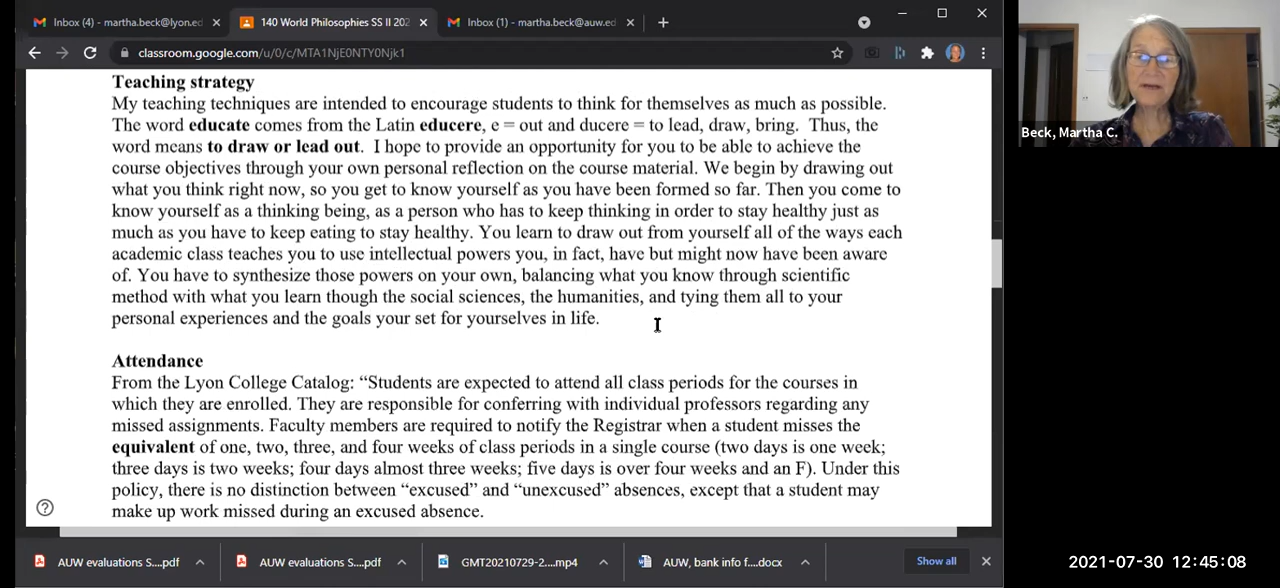 Inbox (4) - martha.beck@lyon.ed
140 World Philosophies SS II 202
Inbox (1) - martha.beck@auw.ed
classroom.google.com/u/0/c/MTA1NjE0NTY0Njk1
Teaching strategy
My teaching techniques are intended to encourage students to think for themselves as much as possible.
The word educate comes from the Latin educere, e = out and ducere = to lead, draw, bring.  Thus, the
word means to draw or lead out.  I hope to provide an opportunity for you to be able to achieve the
course objectives through your own personal reflection on the course material. We begin by drawing out
what you think right now, so you get to know yourself as you have been formed so far. Then you come to
know yourself as a thinking being, as a person who has to keep thinking in order to stay healthy just as
much as you have to keep eating to stay healthy. You learn to draw out from yourself all of the ways each
academic class teaches you to use intellectual powers you, in fact, have but might now have been aware
of. You have to synthesize those powers on your own, balancing what you know through scientific
method with what you learn though the social sciences, the humanities, and tying them all to your
personal experiences and the goals your set for yourselves in life.
Attendance
From the Lyon College Catalog: “Students are expected to attend all class periods for the courses in
which they are enrolled. They are responsible for conferring with individual professors regarding any
missed assignments. Faculty members are required to notify the Registrar when a student misses the
equivalent of one, two, three, and four weeks of class periods in a single course (two days is one week;
three days is two weeks; four days almost three weeks; five days is over four weeks and an F). Under this
policy, there is no distinction between “excused” and “unexcused” absences, except that a student may
make up work missed during an excused absence.
AUW evaluations S....pdf
AUW evaluations S....pdf
GMT20210729-2....mp4
AUW, bank info f....docx
Show all
Beck, Martha C.
2021-07-30 12:45:08